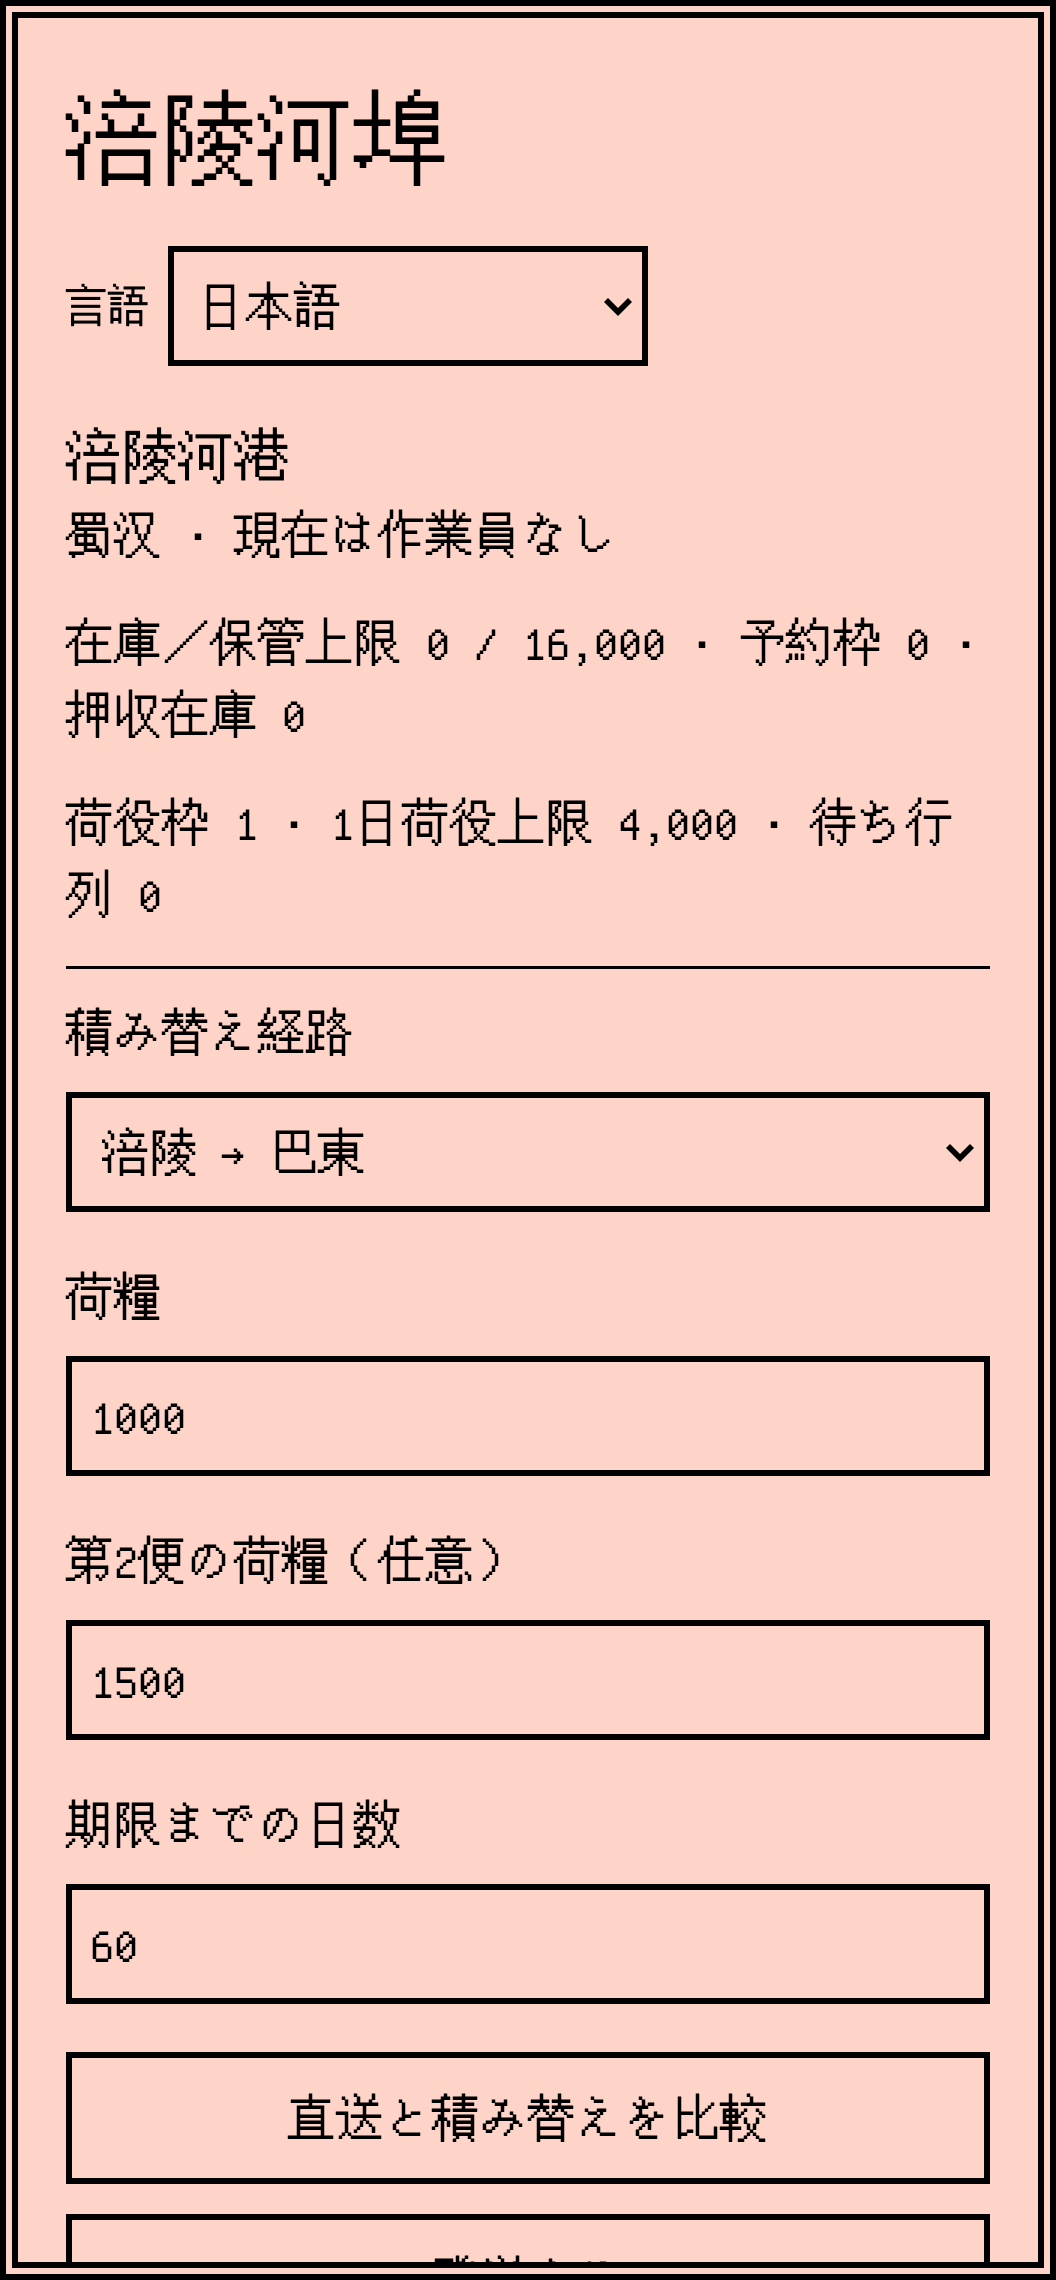 涪陵河埠
言語 日本語
涪陵河港
蜀汉 · 現在は作業員なし
在庫／保管上限 0 / 16,000 · 予約枠 0 ·
押収在庫 0
荷役枠 1 · 1日荷役上限 4,000 · 待ち行
列 0
積み替え経路
涪陵 → 巴東
荷糧
1000
第2便の荷糧（任意）
1500
期限までの日数
60
直送と積み替えを比較